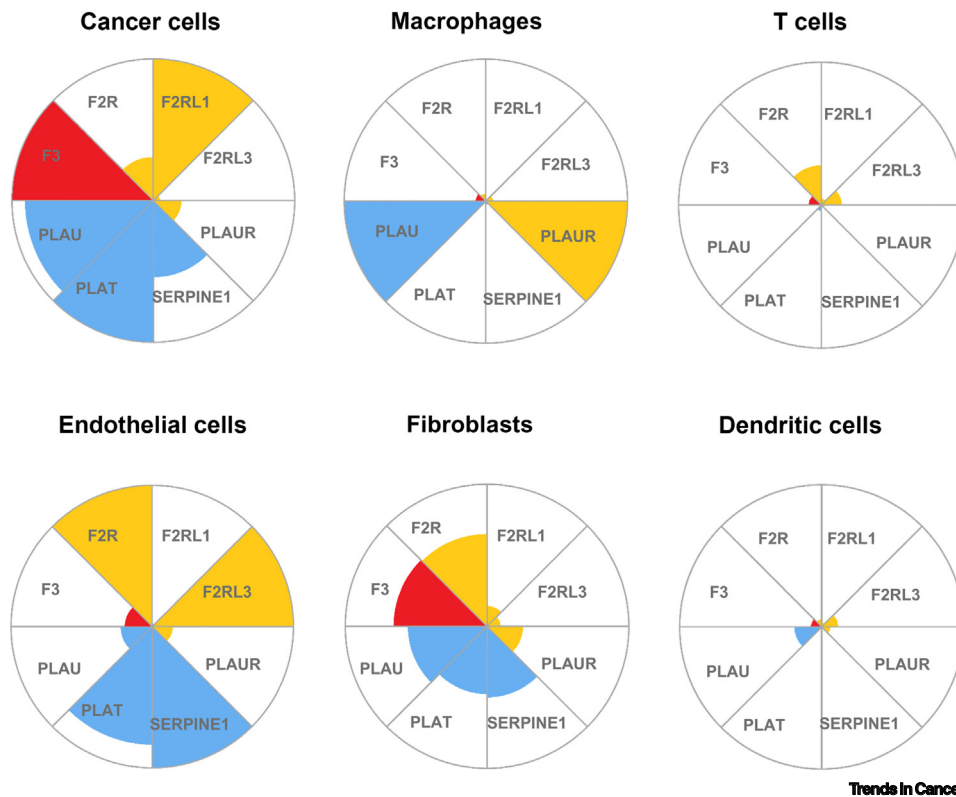 Cancer cells Macrophages T cells
F2R F2RL1 F2R F2RL1 F2R F2RL1
F3 F2RL3 F3 F2RL3 F3 F2RL3
PLAU PLAUR PLAU PLAUR PLAU PLAUR
PLAT SERPINE1 PLAT SERPINE1 PLAT SERPINE1
Endothelial cells Fibroblasts Dendritic cells
F2R F2RL1 F2R F2RL1 F2R F2RL1
F3 F2RL3 F3 F2RL3 F3 F2RL3
PLAU PLAUR PLAU PLAUR PLAU PLAUR
PLAT SERPINE1 PLAT SERPINE1 PLAT SERPINE1
Trends in Cance